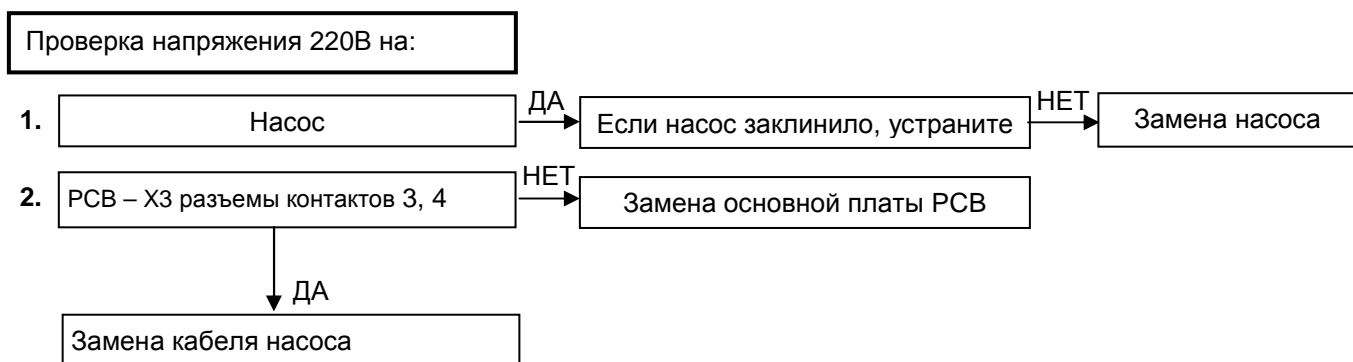 Проверка напряжения 220В на:
1. Насос
ДА
Если насос заклинило, устраните
НЕТ
Замена насоса
2. PCB – X3 разъемы контактов 3, 4
НЕТ
Замена основной платы PCB
ДА
Замена кабеля насоса